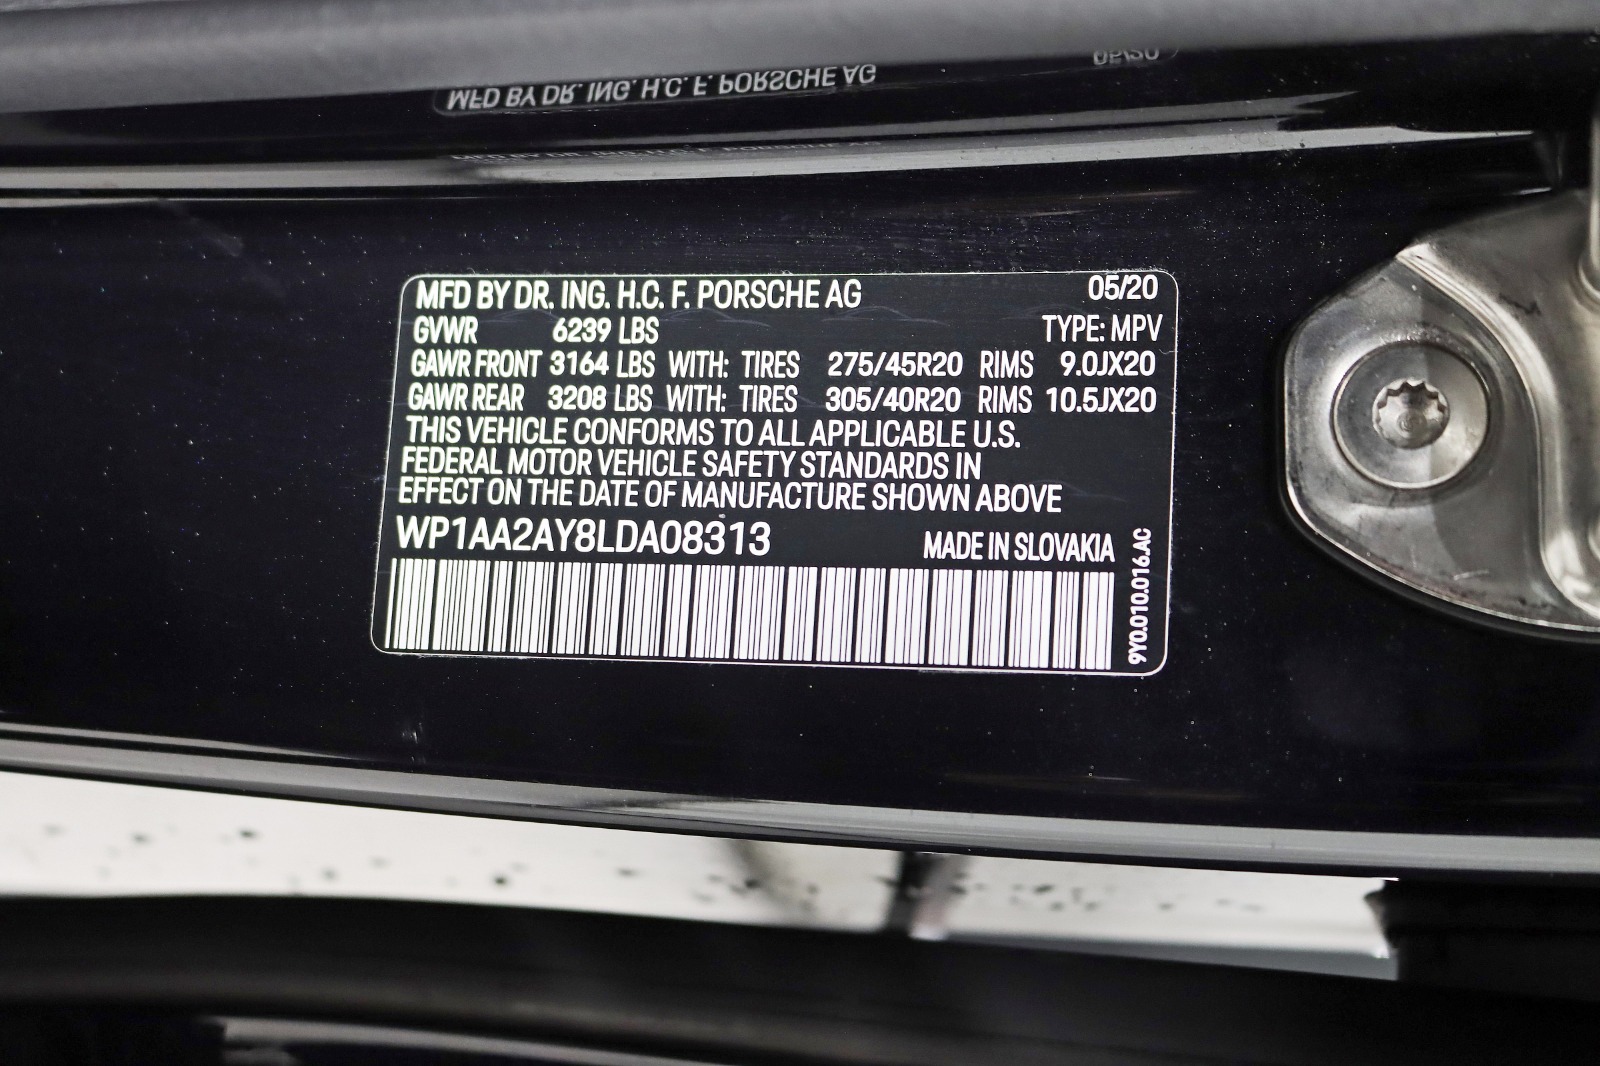 MFD BY DR. ING. H.C. F. PORSCHE AG
05/20
MFD BY DR. ING. H.C. F. PORSCHE AG 05/20
GVWR 6239 LBS TYPE: MPV
GAWR FRONT 3164 LBS WITH: TIRES 275/45R20 RIMS 9.0JX20
GAWR REAR 3208 LBS WITH: TIRES 305/40R20 RIMS 10.5JX20
THIS VEHICLE CONFORMS TO ALL APPLICABLE U.S.
FEDERAL MOTOR VEHICLE SAFETY STANDARDS IN
EFFECT ON THE DATE OF MANUFACTURE SHOWN ABOVE
WP1AA2AY8LDA08313 MADE IN SLOVAKIA
9Y0.010.016.AC